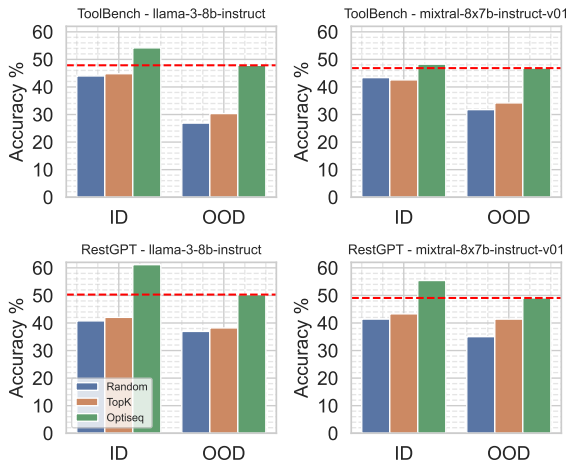 ToolBench - llama-3-8b-instruct
60
50
40
30
20
10
0
Accuracy %
ID OOD
ToolBench - mixtral-8x7b-instruct-v01
60
50
40
30
20
10
0
Accuracy %
ID OOD
RestGPT - llama-3-8b-instruct
60
50
40
30
20
10
0
Accuracy %
Random
TopK
Optiseq
ID OOD
RestGPT - mixtral-8x7b-instruct-v01
60
50
40
30
20
10
0
Accuracy %
ID OOD